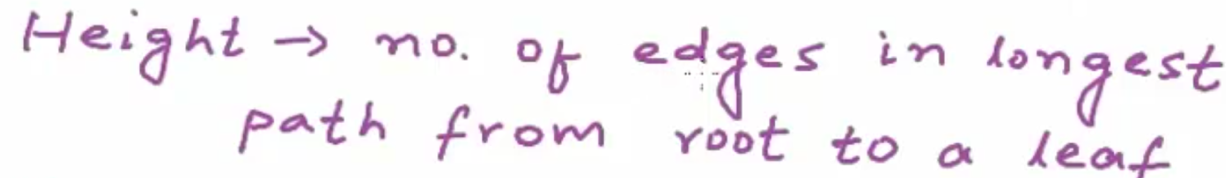 Height → no. of edges in longest
path from root to a leaf